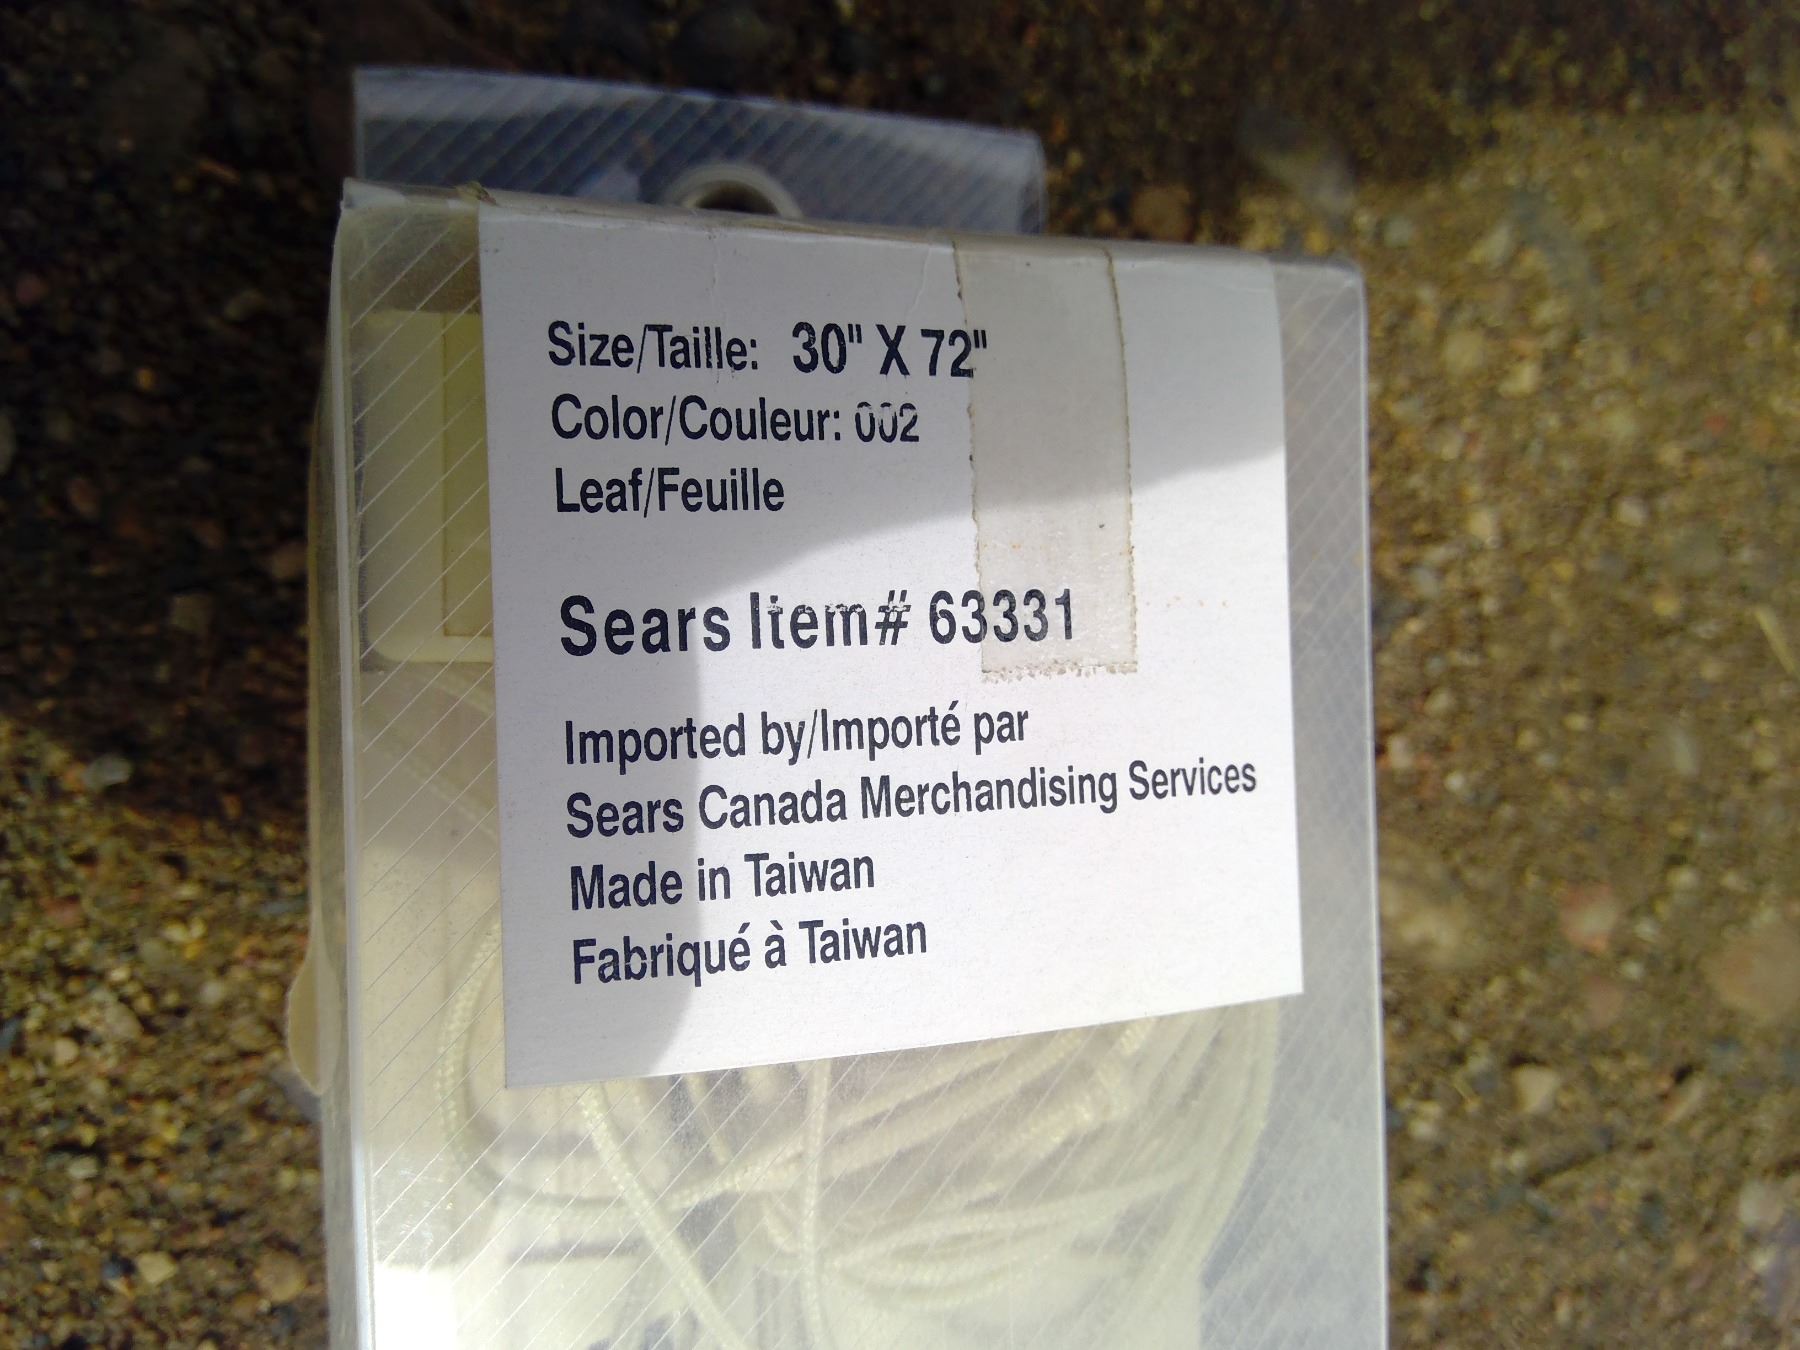 Size/Taille: 30" X 72"
Color/Couleur: 002
Leaf/Feuille
Sears Item# 63331
Imported by/Importé par
Sears Canada Merchandising Services
Made in Taiwan
Fabriqué à Taiwan